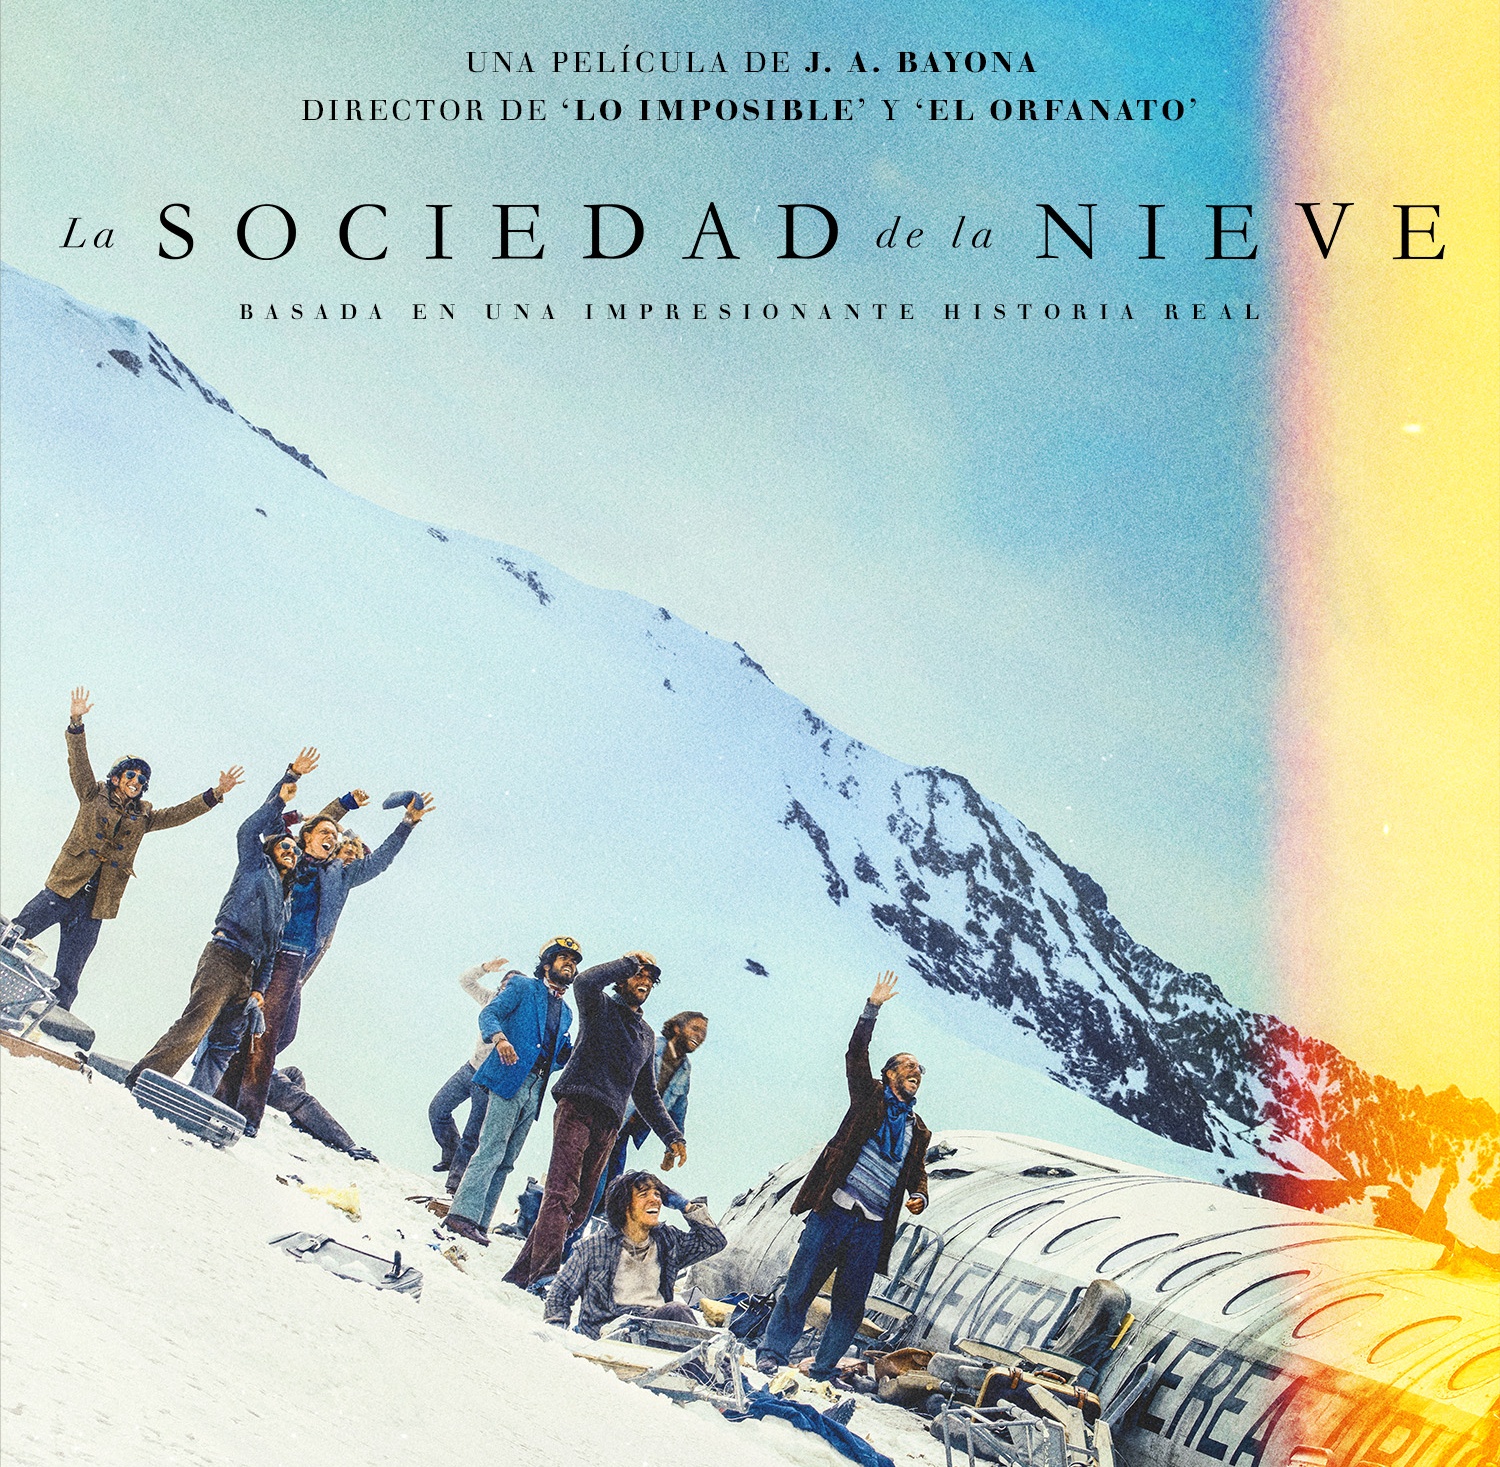 UNA PELÍCULA DE J. A. BAYONA
DIRECTOR DE ‘LO IMPOSIBLE’ Y ‘EL ORFANATO’
La SOCIEDAD de la NIEVE
BASADA EN UNA IMPRESIONANTE HISTORIA REAL
AEREA